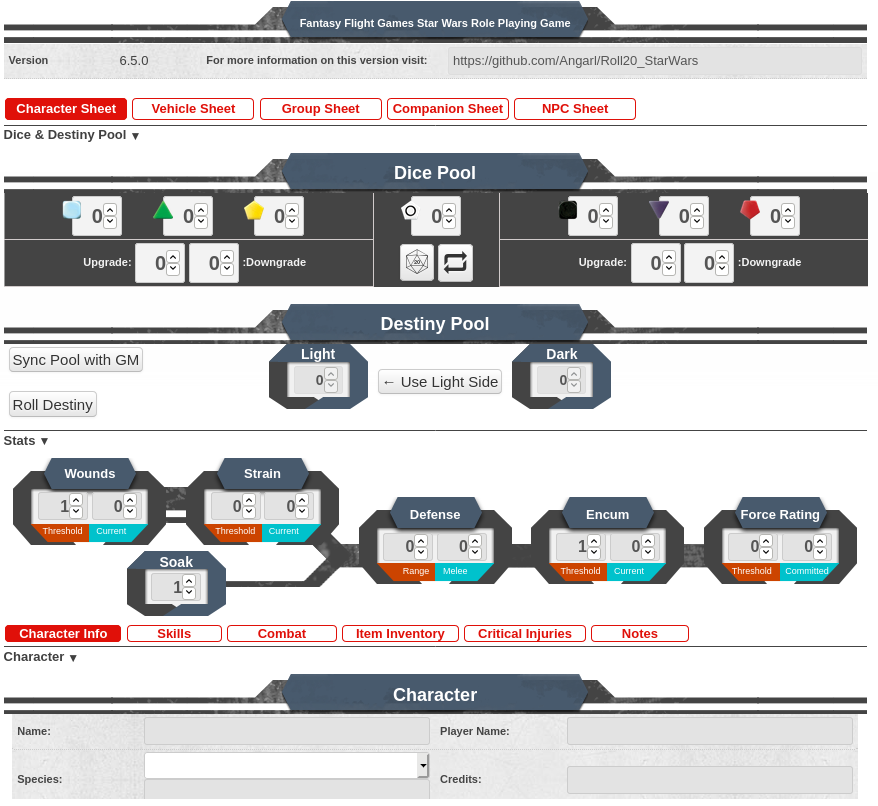 Fantasy Flight Games Star Wars Role Playing Game
Version 6.5.0 For more information on this version visit: https://github.com/Angarl/Roll20_StarWars
Character Sheet Vehicle Sheet Group Sheet Companion Sheet NPC Sheet
Dice & Destiny Pool ▼
Dice Pool
0 0 0 0 0 0 0
Upgrade: 0 0 :Downgrade 20 Upgrade: 0 0 :Downgrade
Destiny Pool
Sync Pool with GM Light Dark
0 ← Use Light Side 0
Roll Destiny
Stats ▼
Wounds Strain
1 0 0 0
Threshold Current Threshold Current
Defense Encum Force Rating
0 0 1 0 0 0
Range Melee Threshold Current Threshold Committed
Soak
1
Character Info Skills Combat Item Inventory Critical Injuries Notes
Character ▼
Character
Name: Player Name:
Species: Credits: